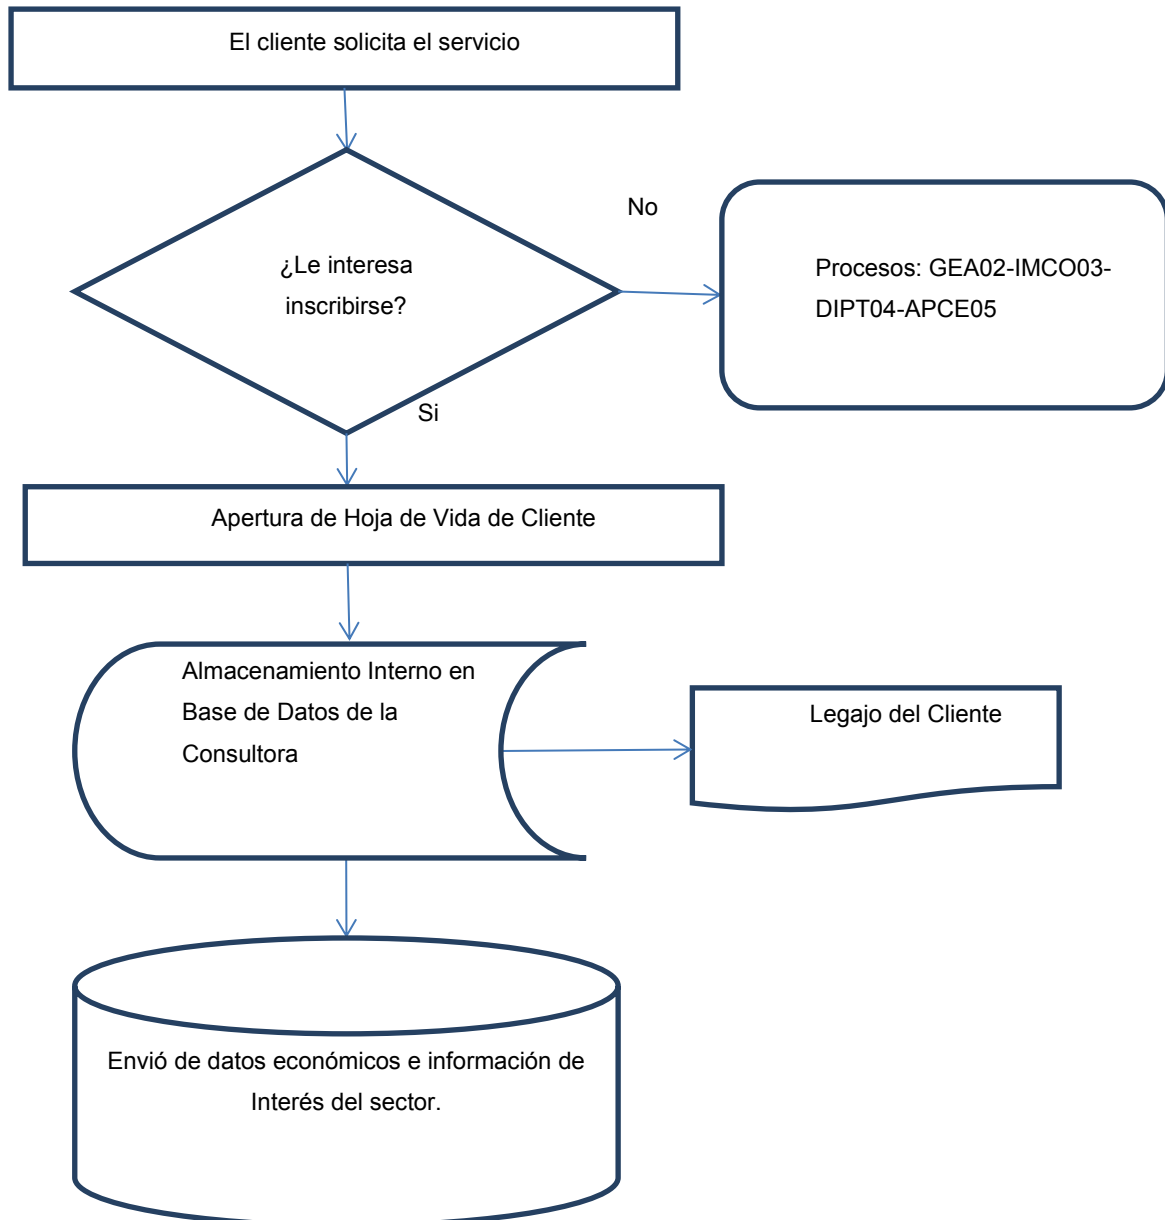 El cliente solicita el servicio
No
¿Le interesa
inscribirse?
Procesos: GEA02-IMCO03-
DIPT04-APCE05
Si
Apertura de Hoja de Vida de Cliente
Almacenamiento Interno en
Base de Datos de la
Consultora
Legajo del Cliente
Envió de datos económicos e información de
Interés del sector.